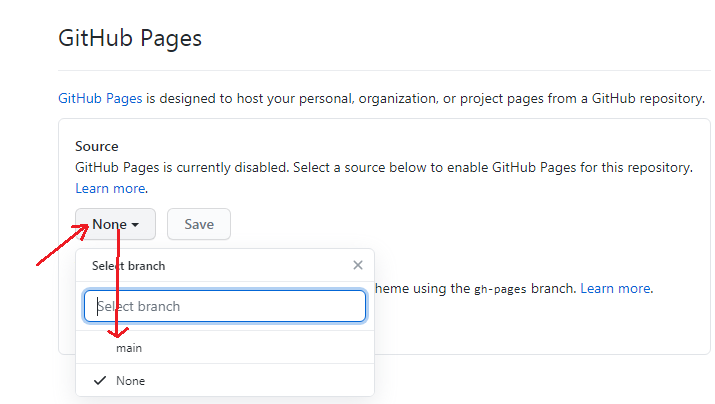 GitHub Pages
GitHub Pages is designed to host your personal, organization, or project pages from a GitHub repository.
Source
GitHub Pages is currently disabled. Select a source below to enable GitHub Pages for this repository.
Learn more.
None Save
Select branch
Select branch
heme using the gh-pages branch. Learn more.
main
None